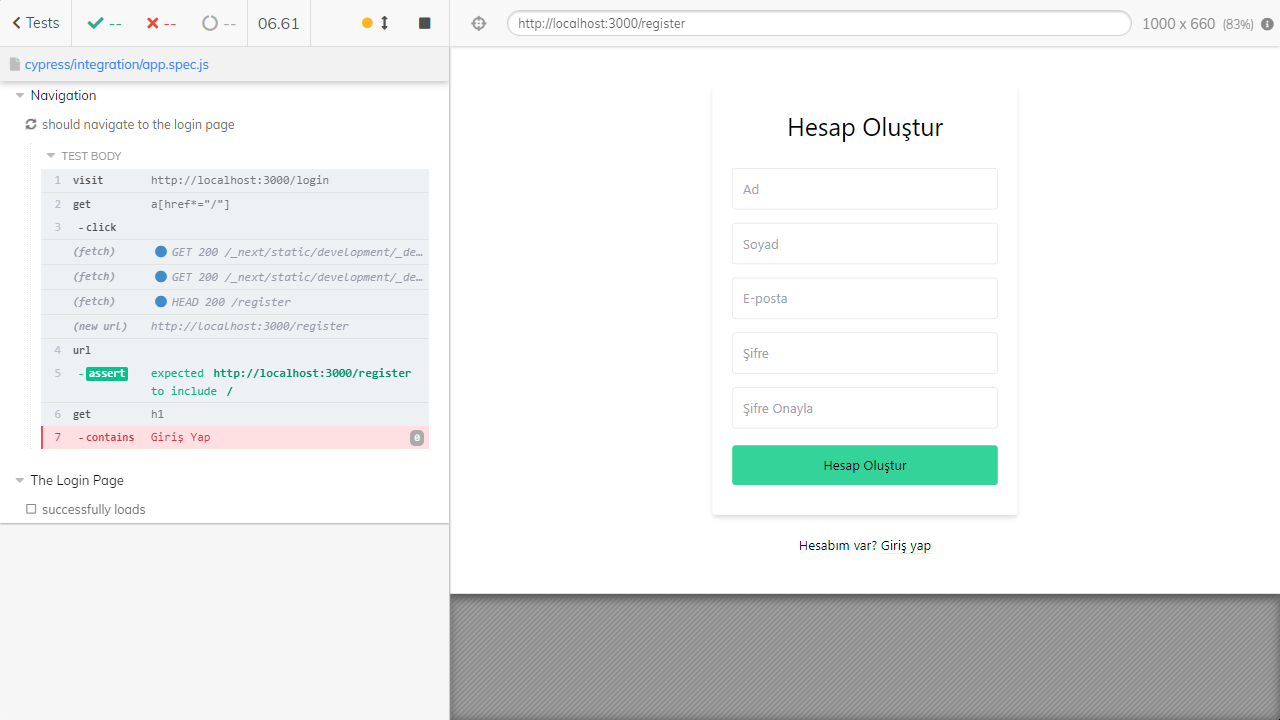 Tests -- -- -- 06.61
http://localhost:3000/register 1000 x 660 (83%)
cypress/integration/app.spec.js
Navigation
should navigate to the login page
TEST BODY
1 visit http://localhost:3000/login
2 get a[href*="/"]
3 -click
(fetch) GET 200 /_next/static/development/_de…
(fetch) GET 200 /_next/static/development/_de…
(fetch) HEAD 200 /register
(new url) http://localhost:3000/register
4 url
5 -assert expected http://localhost:3000/register
to include /
6 get h1
7 -contains Giriş Yap 0
The Login Page
successfully loads
Hesap Oluştur
Ad
Soyad
E-posta
Şifre
Şifre Onayla
Hesap Oluştur
Hesabım var? Giriş yap